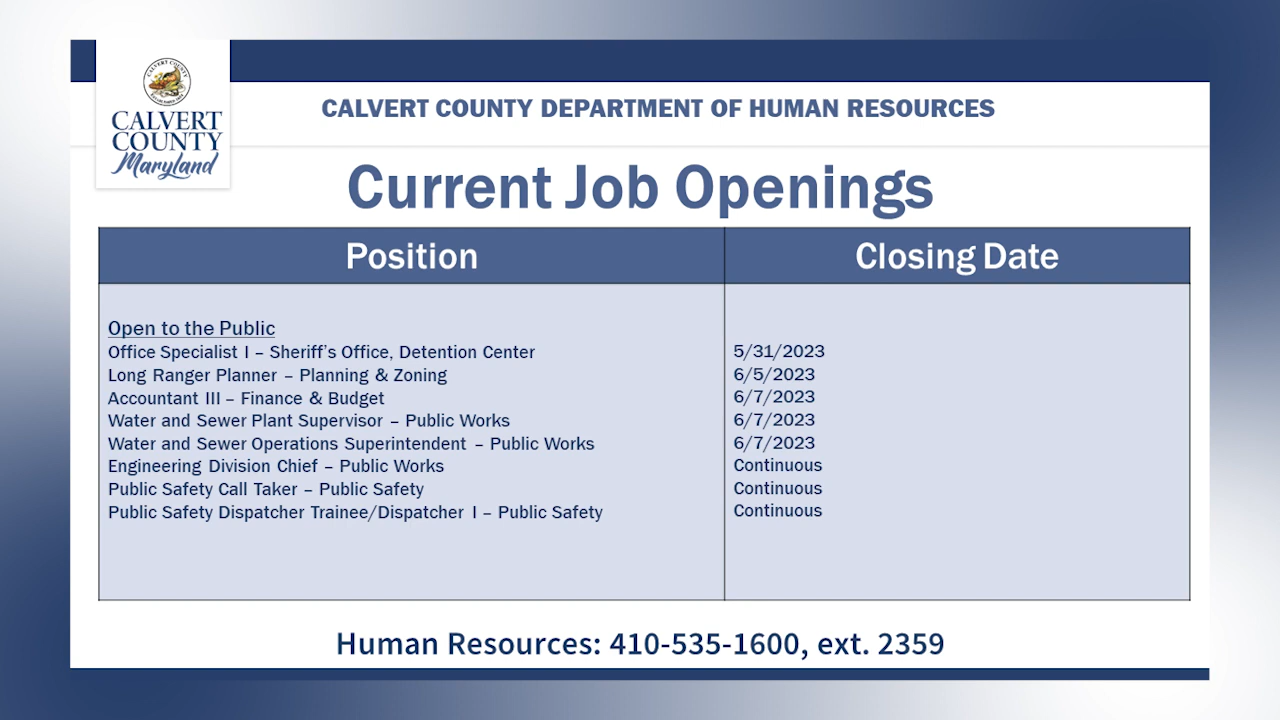 CALVERT COUNTY
CALVERT
COUNTY
Maryland
CALVERT COUNTY DEPARTMENT OF HUMAN RESOURCES
Current Job Openings
Position Closing Date
Open to the Public
Office Specialist I – Sheriff's Office, Detention Center 5/31/2023
Long Ranger Planner – Planning & Zoning 6/5/2023
Accountant III – Finance & Budget 6/7/2023
Water and Sewer Plant Supervisor – Public Works 6/7/2023
Water and Sewer Operations Superintendent – Public Works 6/7/2023
Engineering Division Chief – Public Works Continuous
Public Safety Call Taker – Public Safety Continuous
Public Safety Dispatcher Trainee/Dispatcher I – Public Safety Continuous
Human Resources: 410-535-1600, ext. 2359